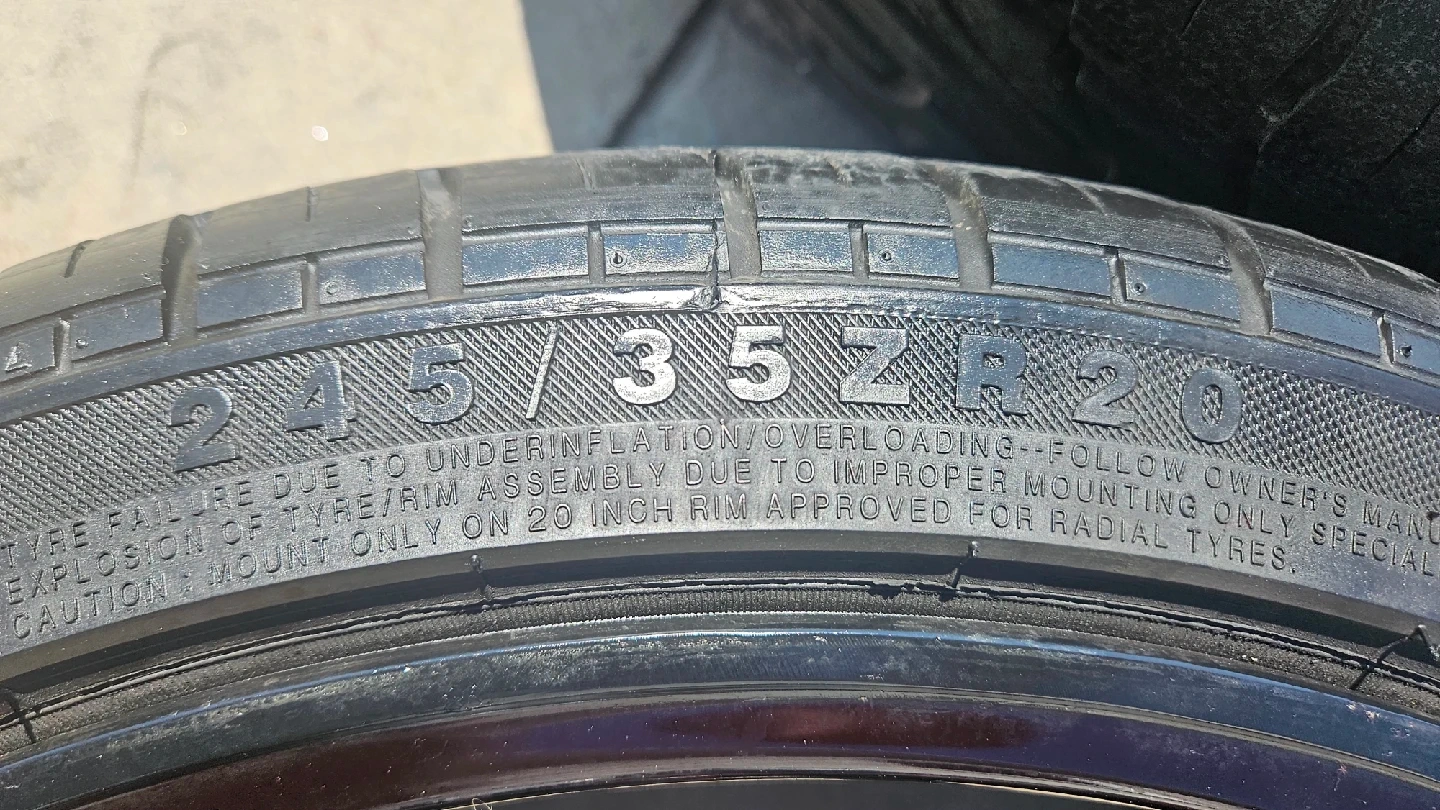 245/35ZR20
TYRE FAILURE DUE TO UNDERINFLATION/OVERLOADING--FOLLOW OWNER'S
EXPLOSION OF TYRE/RIM ASSEMBLY DUE TO IMPROPER MOUNTING ONLY SPECIAL
CAUTION: MOUNT ONLY ON 20 INCH RIM APPROVED FOR RADIAL TYRES.